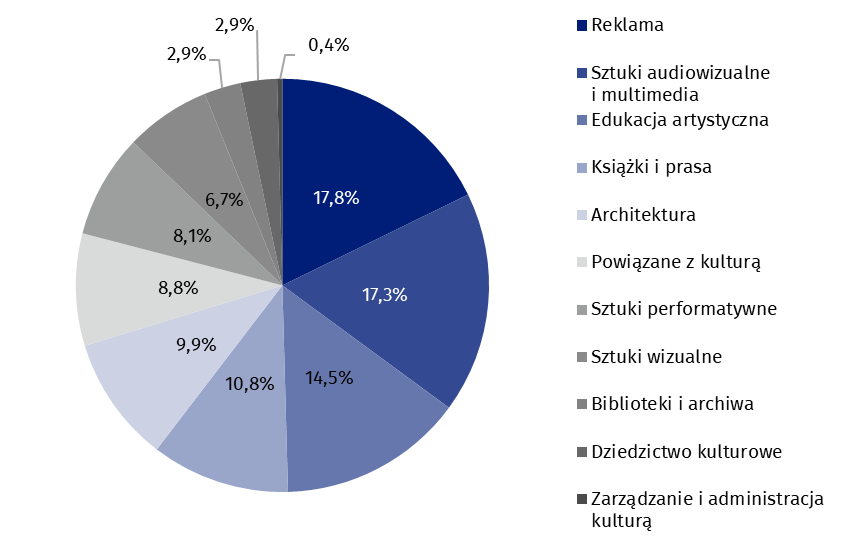 2,9%
0,4%
2,9%
17,8%
6,7%
8,1%
8,8%
17,3%
9,9%
10,8%
14,5%
Reklama
Sztuki audiowizualne
i multimedia
Edukacja artystyczna
Książki i prasa
Architektura
Powiązane z kulturą
Sztuki performatywne
Sztuki wizualne
Biblioteki i archiwa
Dziedzictwo kulturowe
Zarządzanie i administracja
kulturą